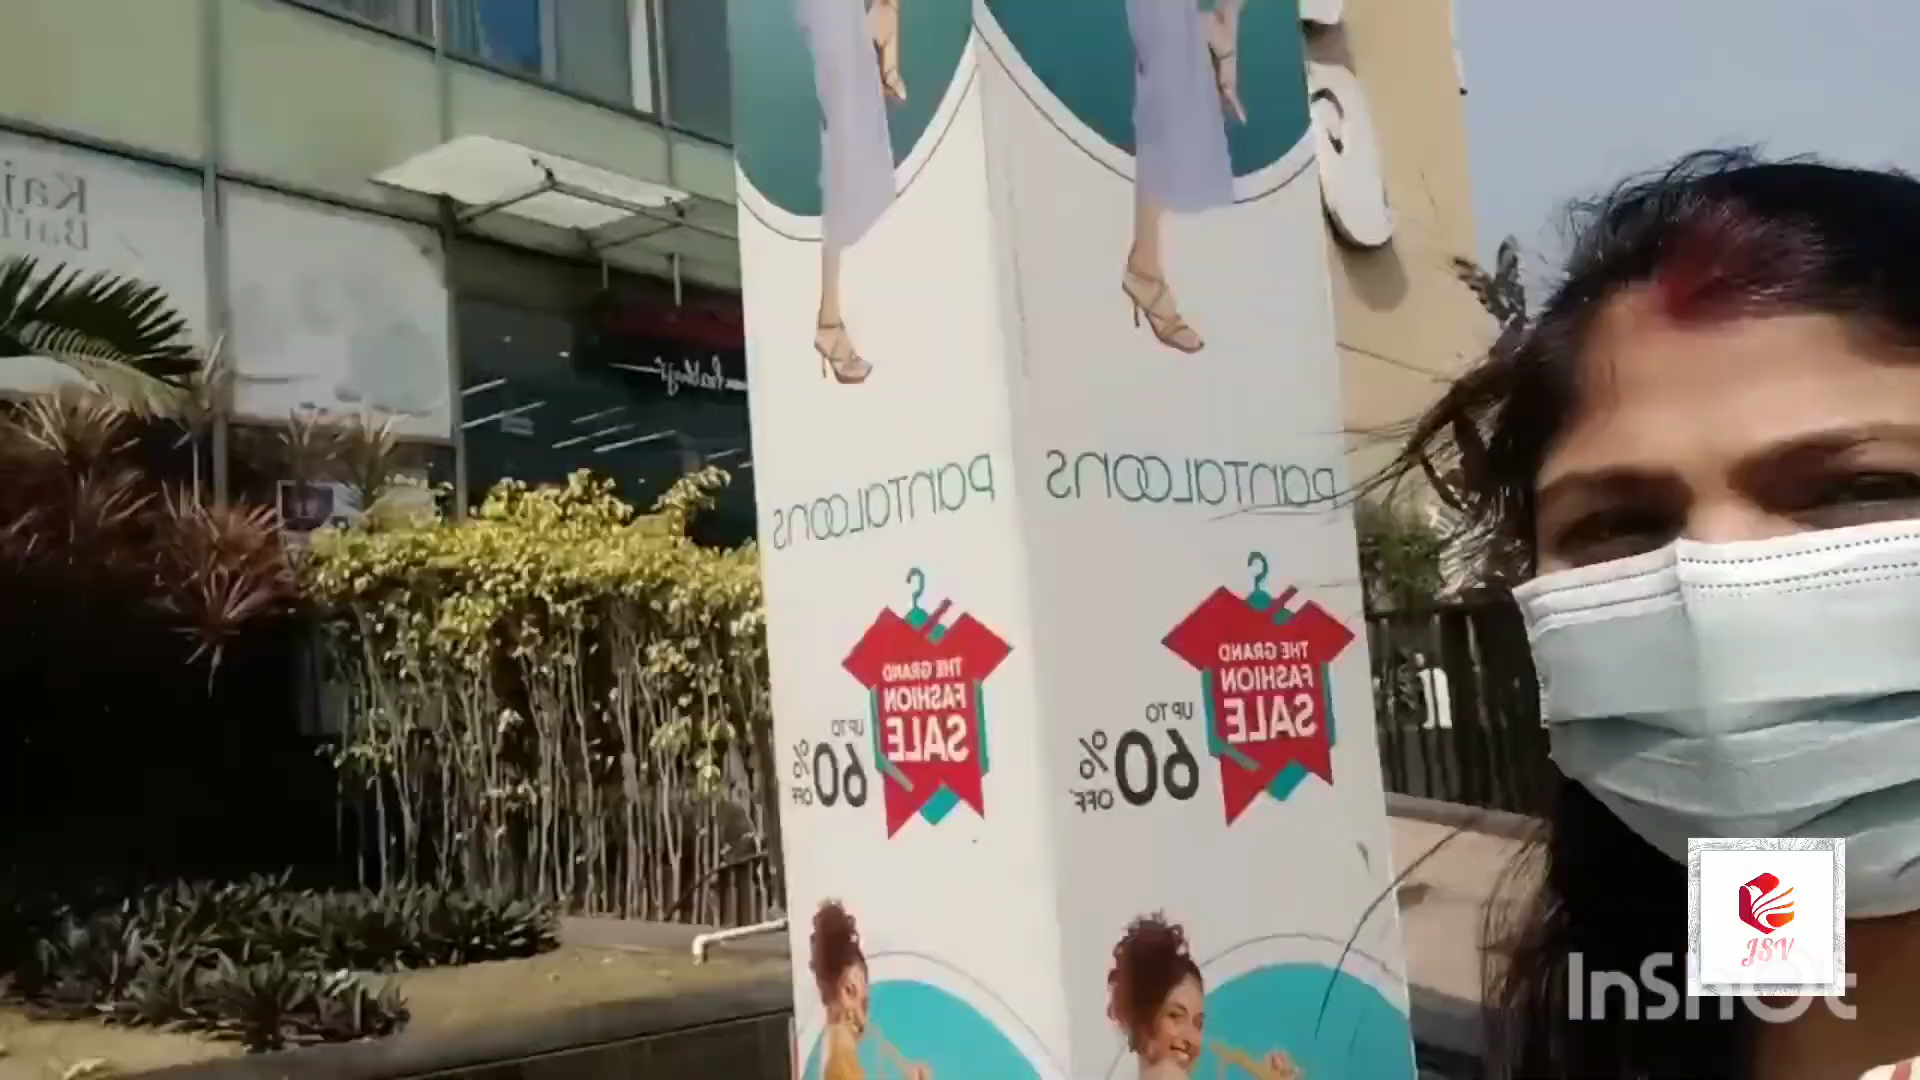 Kaj
pantaloons
pantaloons
THE GRAND
FASHION
SALE
UP TO
60%
OFF
THE GRAND
FASHION
SALE
UP TO
60%
OFF*
JSV
InShOt